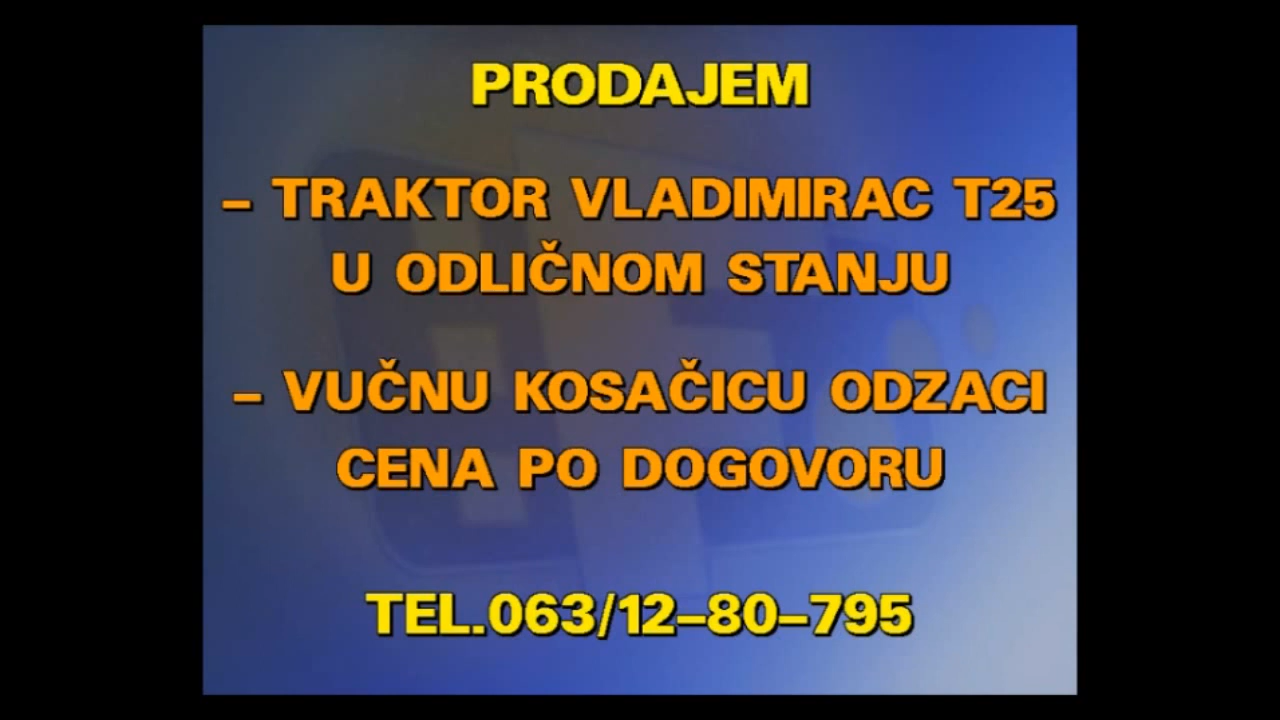 PRODAJEM
– TRAKTOR VLADIMIRAC T25
U ODLIČNOM STANJU
– VUČNU KOSAČICU ODZACI
CENA PO DOGOVORU
TEL.063/12–80–795